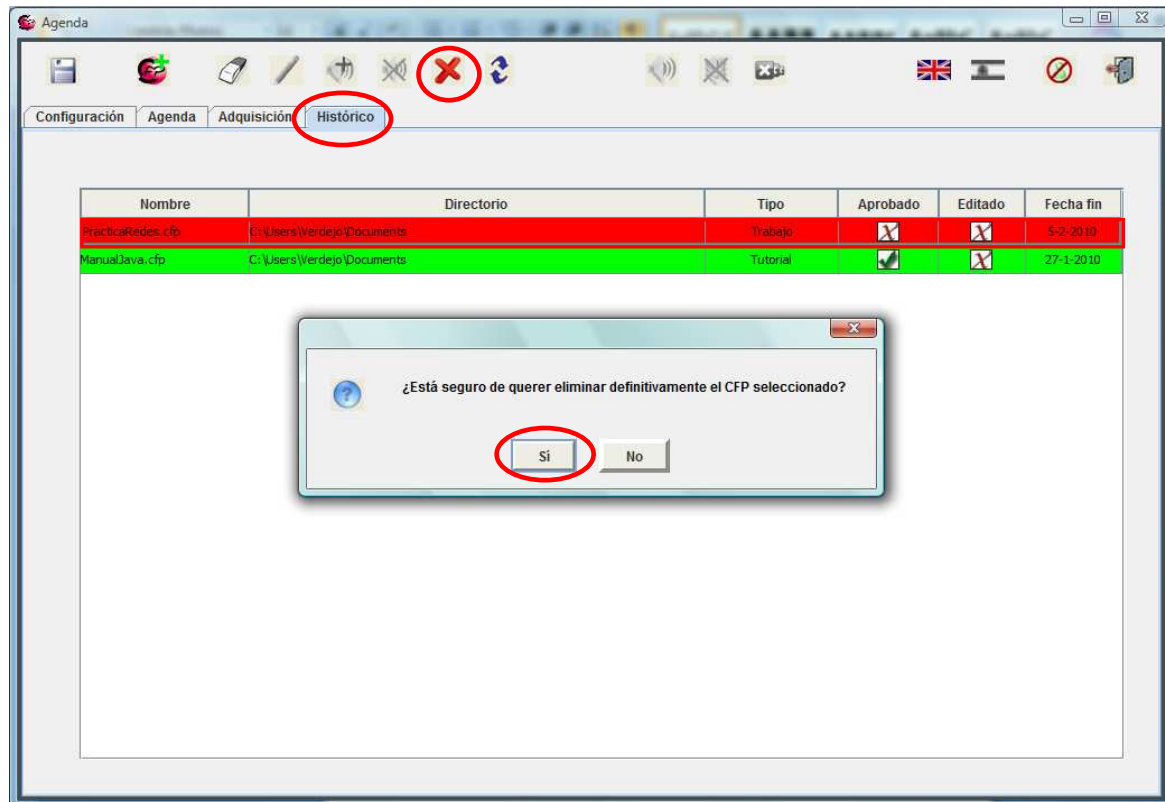 Agenda
Configuración Agenda Adquisición Histórico
Nombre Directorio Tipo Aprobado Editado Fecha fin
PracticaRedes.cfp C:\Users\Verdejo\Documents Trabajo 5-2-2010
ManualJava.cfp C:\Users\Verdejo\Documents Tutorial 27-1-2010
¿Está seguro de querer eliminar definitivamente el CFP seleccionado?
Sí No